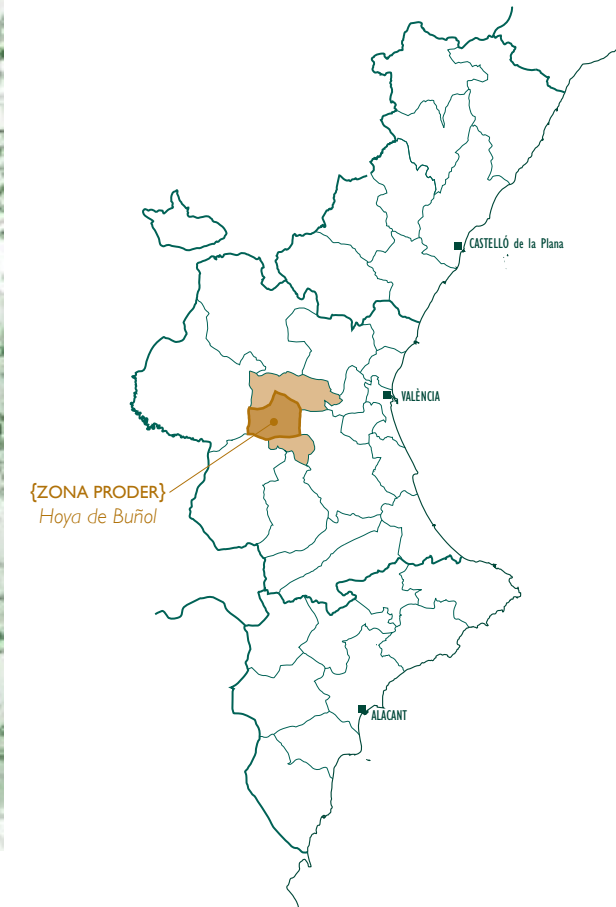 CASTELLÓ de la Plana
VALÈNCIA
{ZONA PRODER}
Hoya de Buñol
ALACANT